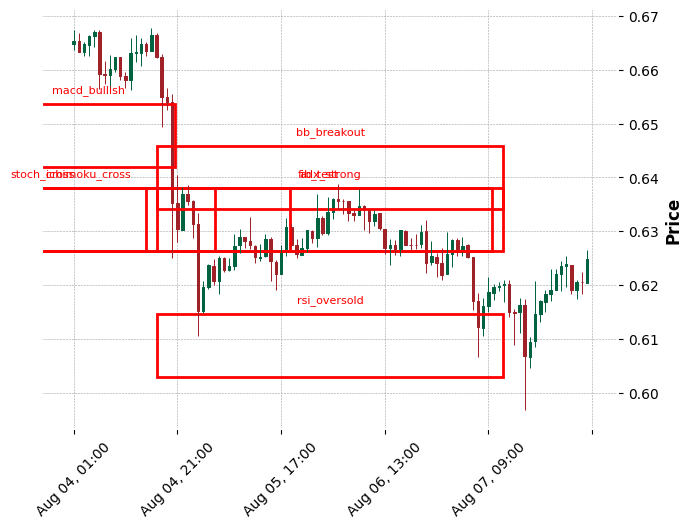 0.67
0.66
macd_bullish
0.65
bb_breakout
0.64
ichimoku_cross
0.63
0.62
rsi_oversold
0.61
0.60
Price
Aug 04, 01:00
Aug 04, 21:00
Aug 05, 17:00
Aug 06, 13:00
Aug 07, 09:00